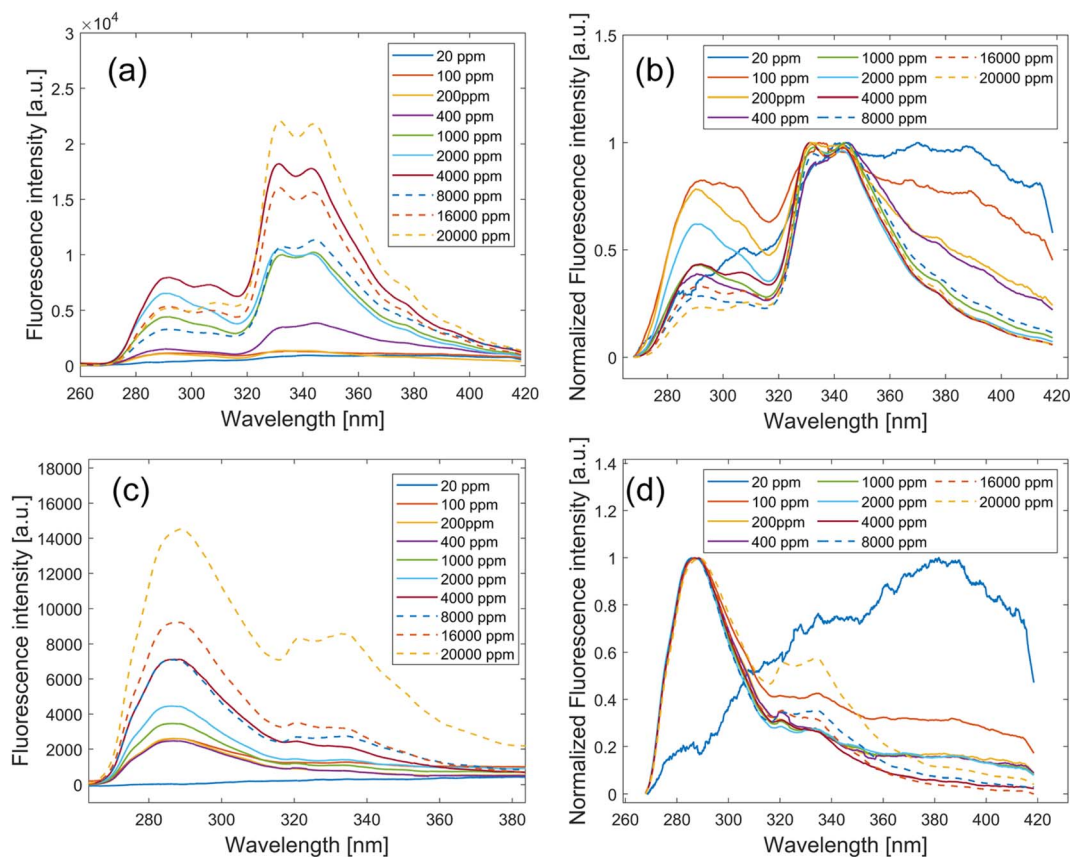 ×10⁴
3
2.5
2
1.5
1
0.5
0
260 280 300 320 340 360 380 400 420
Wavelength [nm]
Fluorescence intensity [a.u.]
(a)
20 ppm
100 ppm
200ppm
400 ppm
1000 ppm
2000 ppm
4000 ppm
8000 ppm
16000 ppm
20000 ppm
1.5
1
0.5
0
260 280 300 320 340 360 380 400 420
Wavelength [nm]
Normalized Fluorescence intensity [a.u.]
(b)
20 ppm 1000 ppm 16000 ppm
100 ppm 2000 ppm 20000 ppm
200ppm 4000 ppm
400 ppm 8000 ppm
18000
16000
14000
12000
10000
8000
6000
4000
2000
0
280 300 320 340 360 380
Wavelength [nm]
Fluorescence intensity [a.u.]
(c)
20 ppm
100 ppm
200ppm
400 ppm
1000 ppm
2000 ppm
4000 ppm
8000 ppm
16000 ppm
20000 ppm
1.4
1.2
1
0.8
0.6
0.4
0.2
0
260 280 300 320 340 360 380 400 420
Wavelength [nm]
Normalized Fluorescence intensity [a.u.]
(d)
20 ppm 1000 ppm 16000 ppm
100 ppm 2000 ppm 20000 ppm
200ppm 4000 ppm
400 ppm 8000 ppm